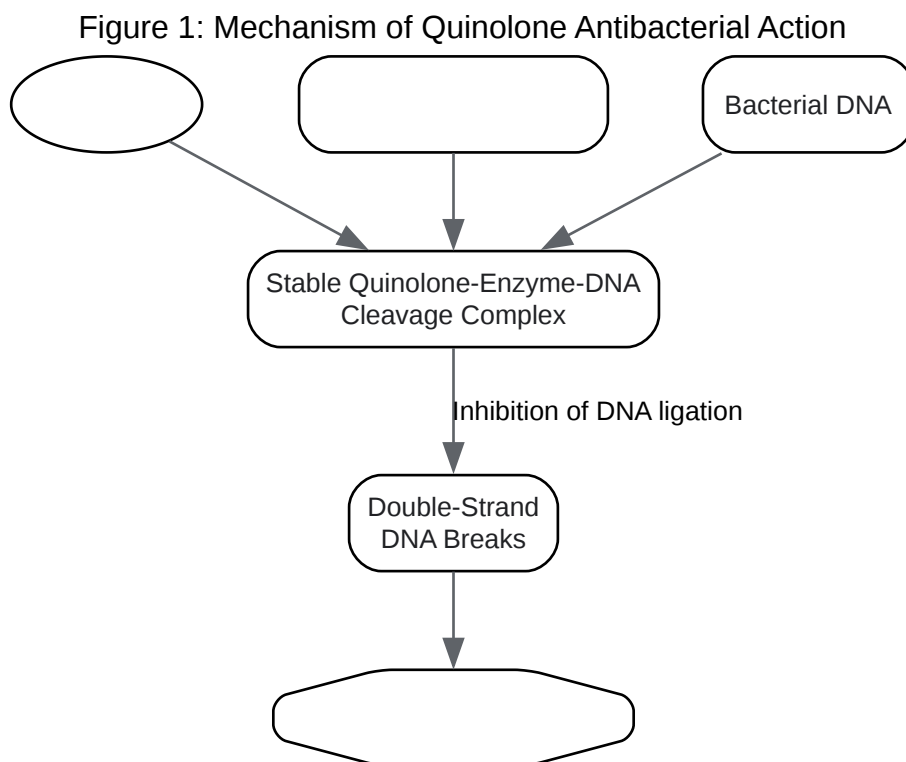 Figure 1: Mechanism of Quinolone Antibacterial Action
Bacterial DNA
Stable Quinolone-Enzyme-DNA
Cleavage Complex
Inhibition of DNA ligation
Double-Strand
DNA Breaks